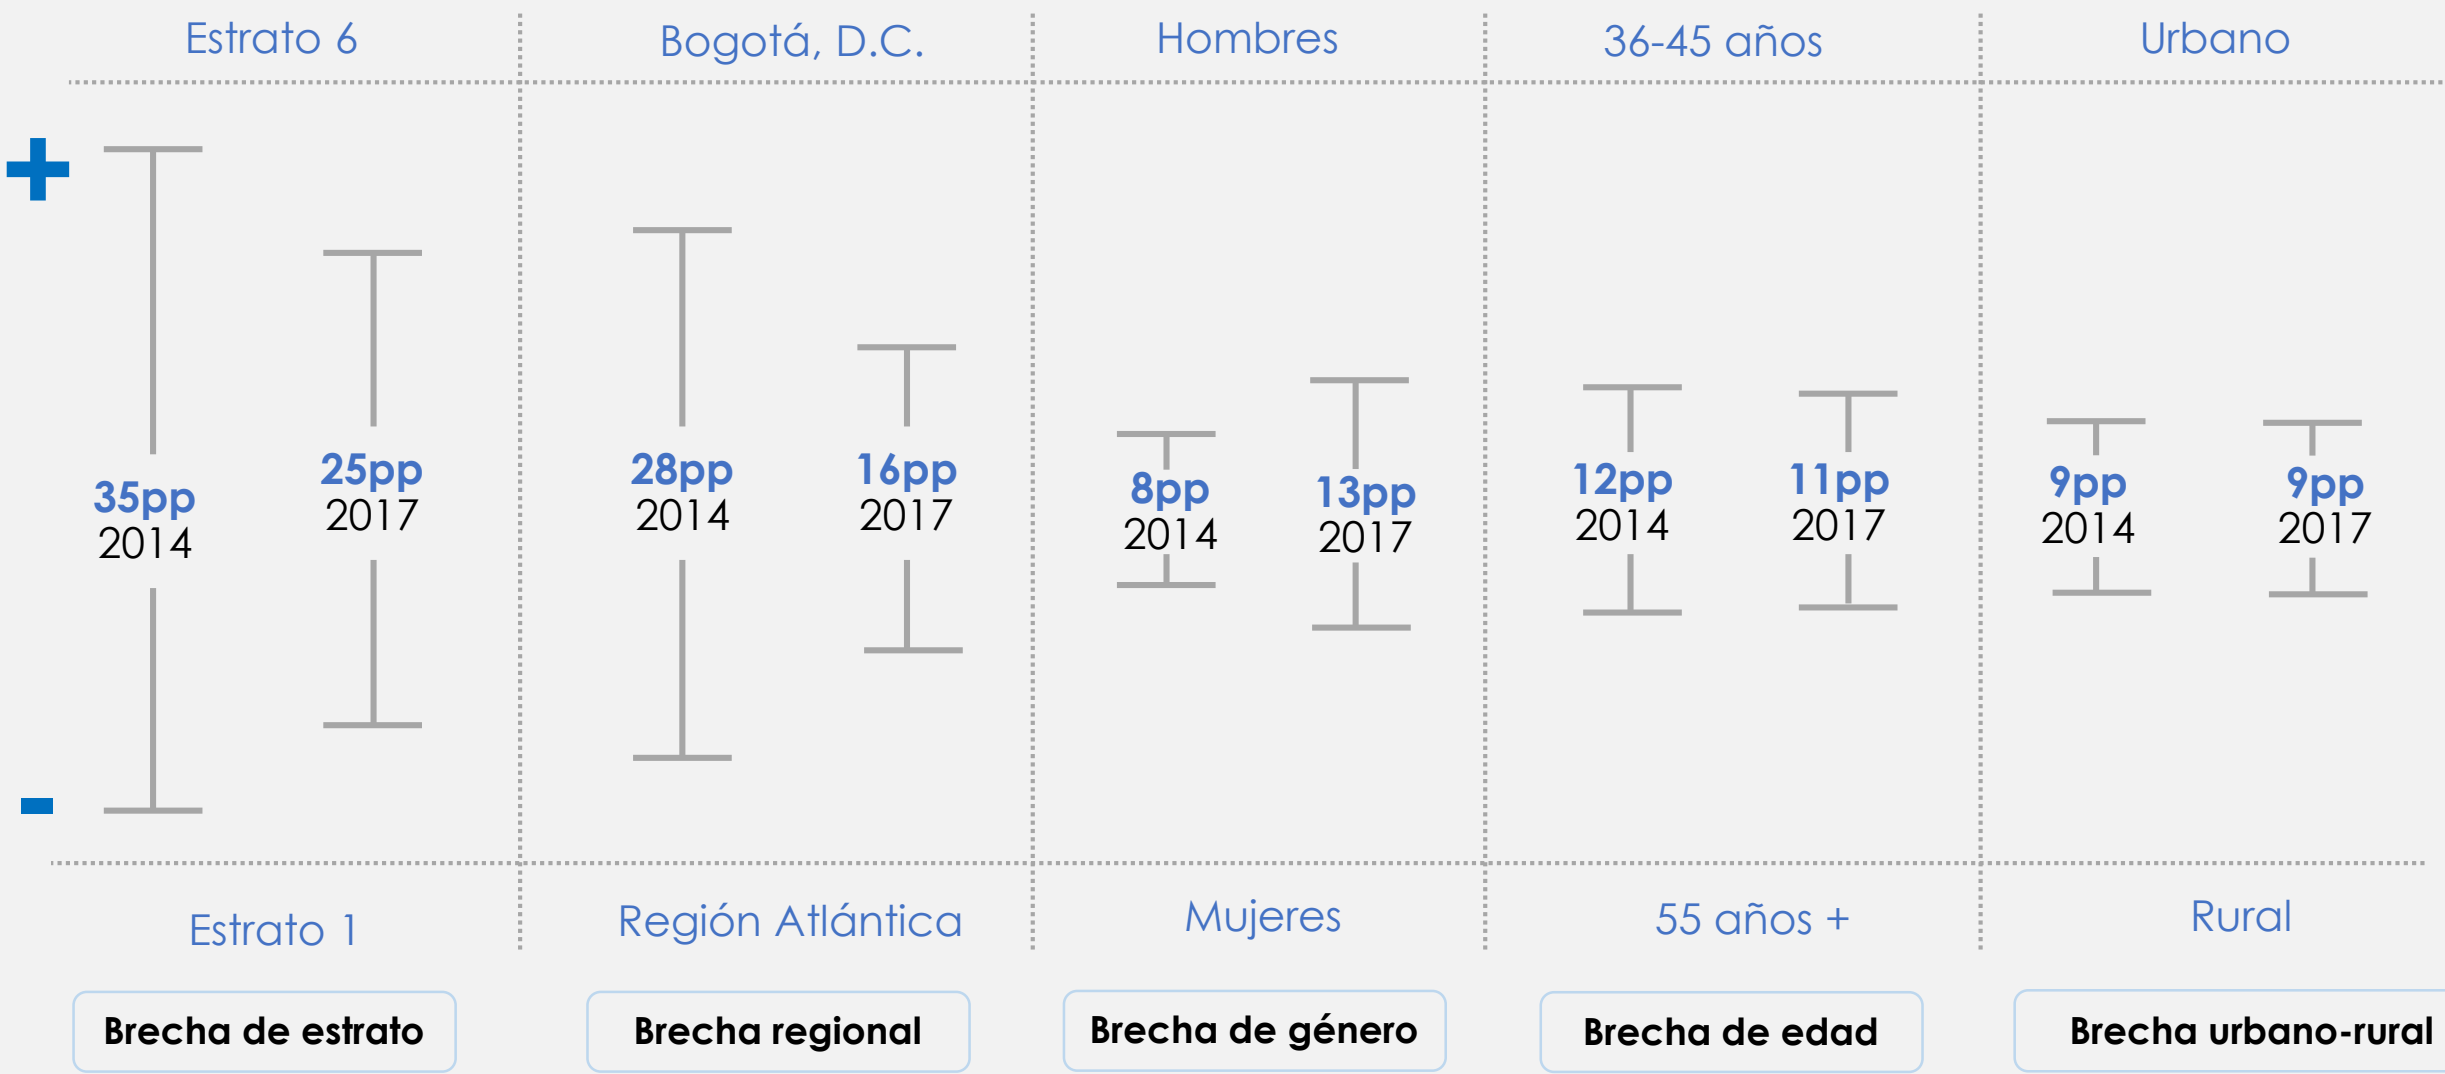 Estrato 6
Bogotá, D.C.
Hombres
36-45 años
Urbano
+
35pp
2014
25pp
2017
28pp
2014
16pp
2017
8pp
2014
13pp
2017
12pp
2014
11pp
2017
9pp
2014
9pp
2017
-
Estrato 1
Región Atlántica
Mujeres
55 años +
Rural
Brecha de estrato
Brecha regional
Brecha de género
Brecha de edad
Brecha urbano-rural